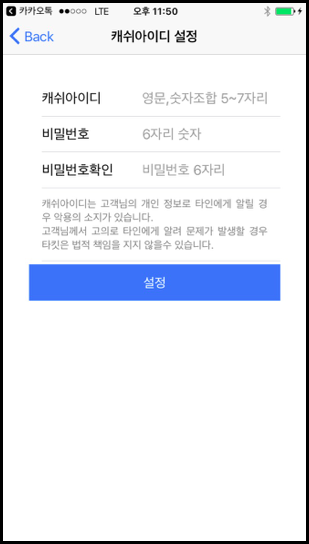 카카오톡 LTE 오후 11:50
Back 캐쉬아이디 설정
캐쉬아이디 영문,숫자조합 5~7자리
비밀번호 6자리 숫자
비밀번호확인 비밀번호 6자리
캐쉬아이디는 고객님의 개인 정보로 타인에게 알릴 경
우 악용의 소지가 있습니다.
고객님께서 고의로 타인에게 알려 문제가 발생할 경우
타킷은 법적 책임을 지지 않을수 있습니다.
설정